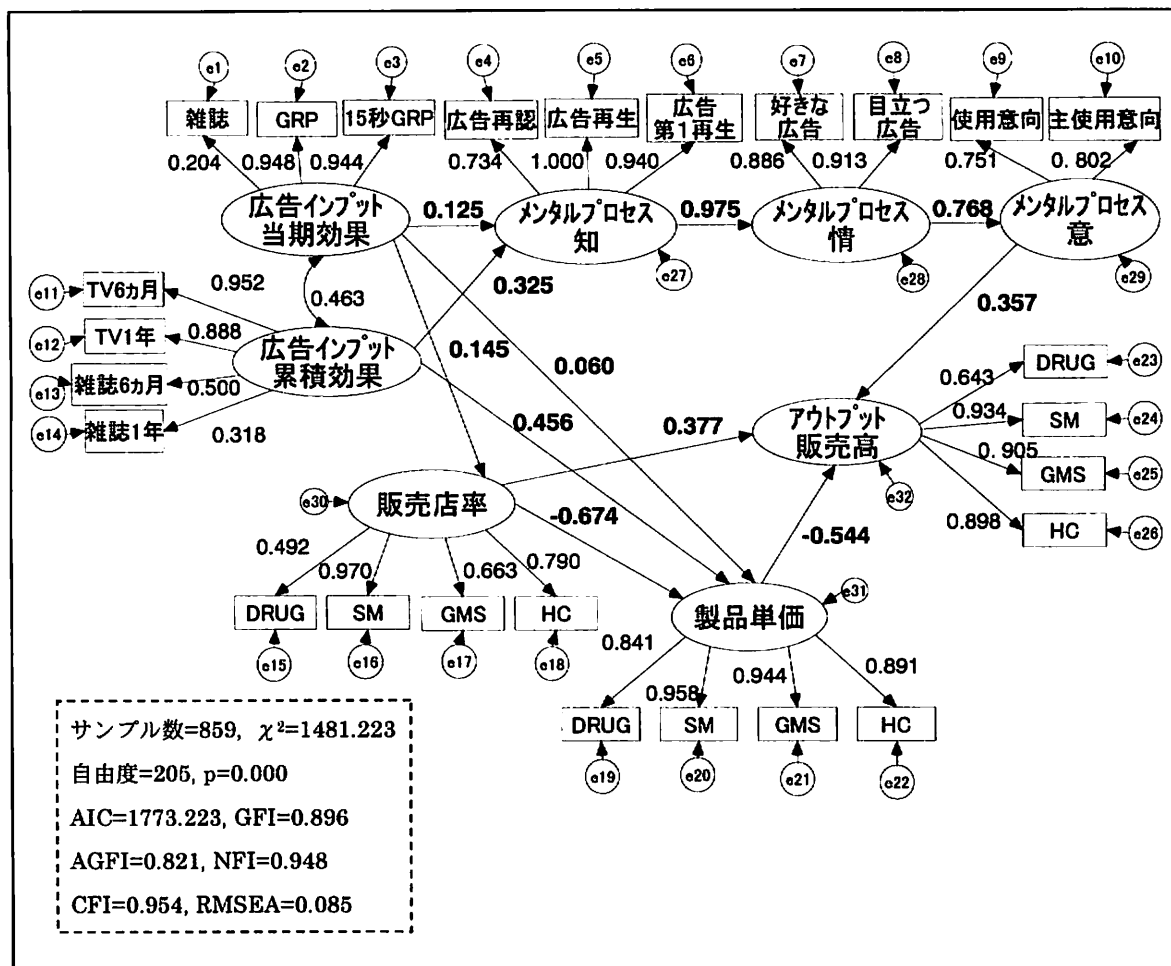 e1 e2 e3 e4 e5 e6 e7 e8 e9 e10
雑誌 GRP 15秒GRP 広告再認 広告再生 広告 第1再生 好きな 広告 目立つ 広告 使用意向 主使用意向
0.204 0.948 0.944 0.734 1.000 0.940 0.886 0.913 0.751 0.802
広告インプット
当期効果
0.125
メンタルプロセス
知
0.975
メンタルプロセス
情
0.768
メンタルプロセス
意
e27 e28 e29
e11 TV6ヵ月 0.952
0.463
0.325
0.357
e12 TV1年 0.888
広告インプット
累積効果
0.145
0.060
e13 雑誌6ヵ月 0.500
e14 雑誌1年 0.318
0.456
0.377
アウトプット
販売高
e32
0.643 DRUG e23
0.934 SM e24
0.905 GMS e25
0.898 HC e26
e30 販売店率
-0.674
-0.544
0.492 0.970 0.663 0.790
DRUG SM GMS HC
e15 e16 e17 e18
製品単価 e31
0.841 0.958 0.944 0.891
DRUG SM GMS HC
e19 e20 e21 e22
サンプル数=859, χ²=1481.223
自由度=205, p=0.000
AIC=1773.223, GFI=0.896
AGFI=0.821, NFI=0.948
CFI=0.954, RMSEA=0.085